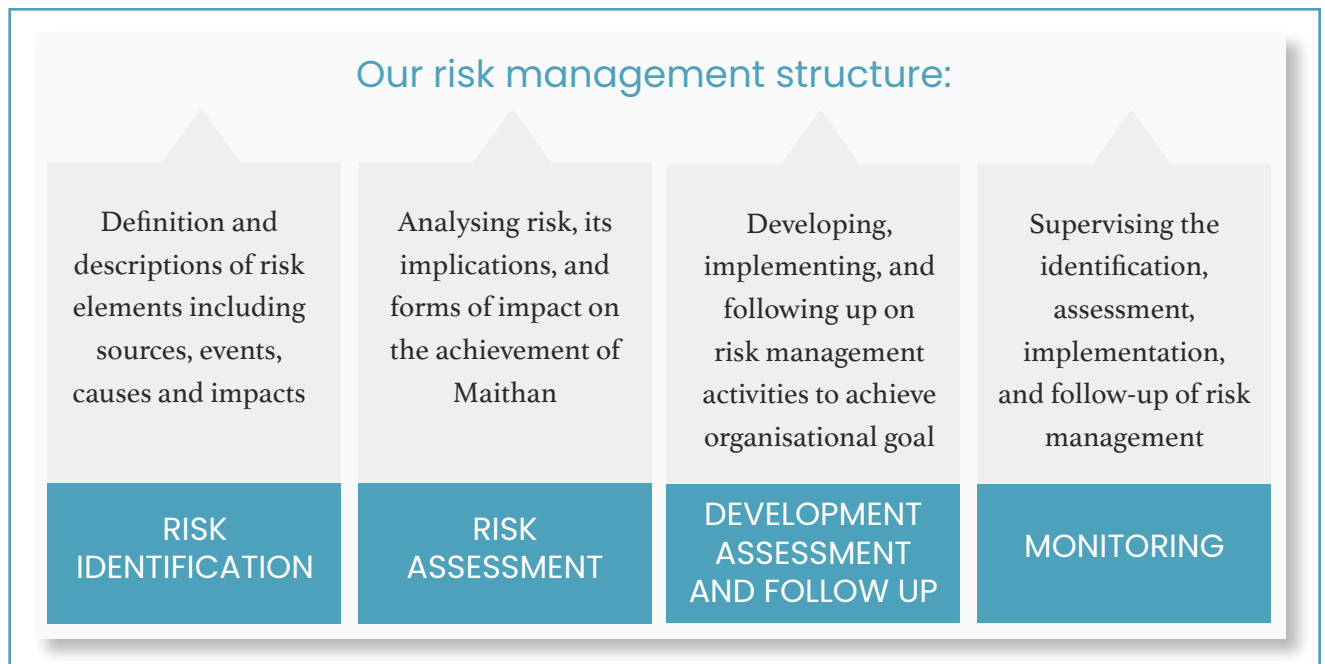 Our risk management structure:
Definition and
descriptions of risk
elements including
sources, events,
causes and impacts
RISK
IDENTIFICATION
Analysing risk, its
implications, and
forms of impact on
the achievement of
Maithan
RISK
ASSESSMENT
Developing,
implementing, and
following up on
risk management
activities to achieve
organisational goal
DEVELOPMENT
ASSESSMENT
AND FOLLOW UP
Supervising the
identification,
assessment,
implementation,
and follow-up of risk
management
MONITORING